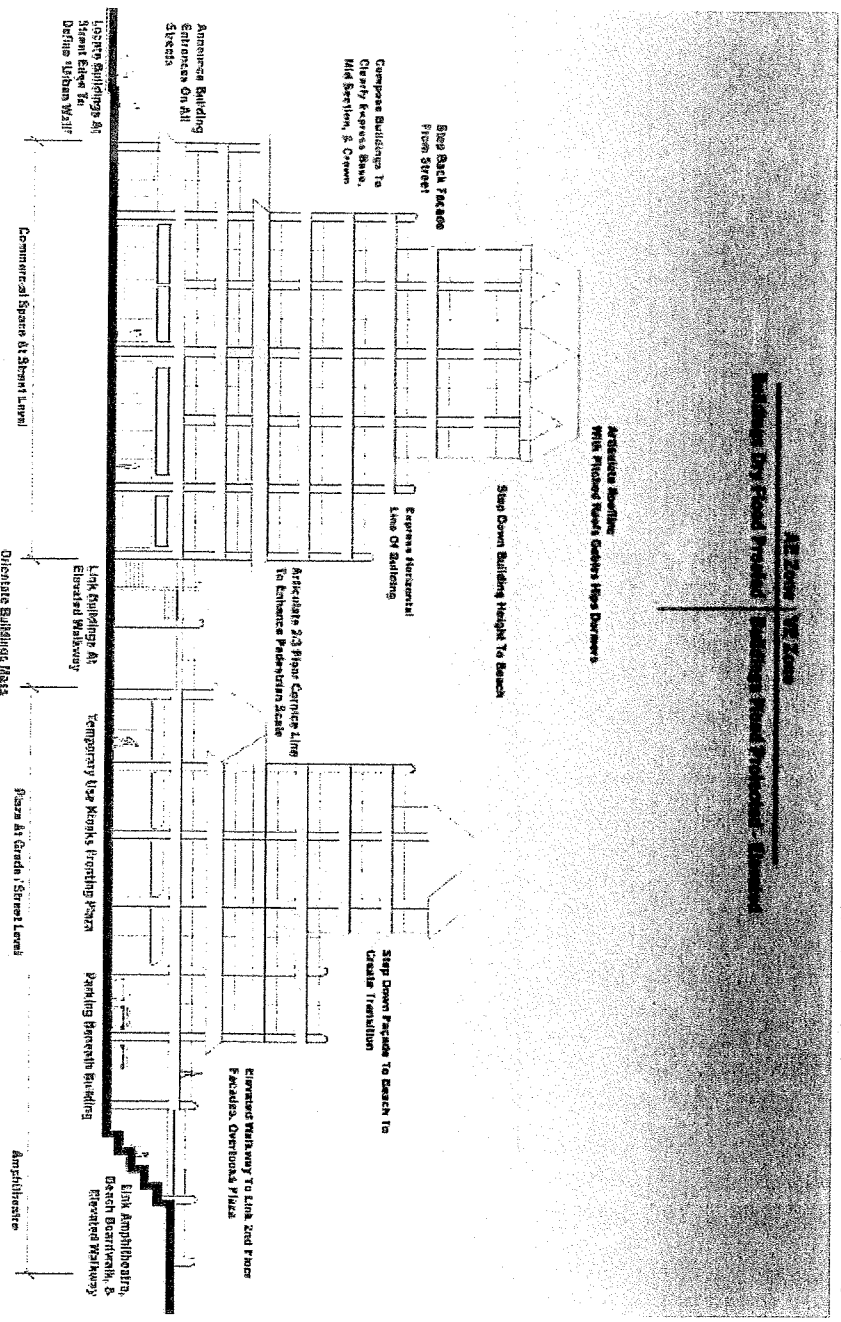 AE Zone | VE Zone
Buildings Dry Flood Proofed
Buildings Flood Protected - Elevated
Articulate Roofline
With Pitched Roofs Gables Hips Dormers
Step Down Building Height To Beach
Step Back Façade
From Street
Compose Buildings To
Clearly Express Base,
Mid Section, & Crown
Announce Building
Entrances On All
Streets
Locate Buildings At
Street Edge To
Define "Urban Wall"
Express Horizontal
Line Of Building
Articulate 2/3 Floor Cornice Line
To Enhance Pedestrian Scale
Step Down Façade To Beach To
Create Transition
Elevated Walkway To Link 2nd Floor
Facades, Overlooks Plaza
Link Buildings At
Elevated Walkway
Temporary Use Kiosks Fronting Plaza
Parking Beneath Building
Link Amphitheatre,
Beach Boardwalk, &
Elevated Walkway
Commercial Space At Street Level
Plaza At Grade / Street Level
Amphitheatre
Orientate Buildings Mass